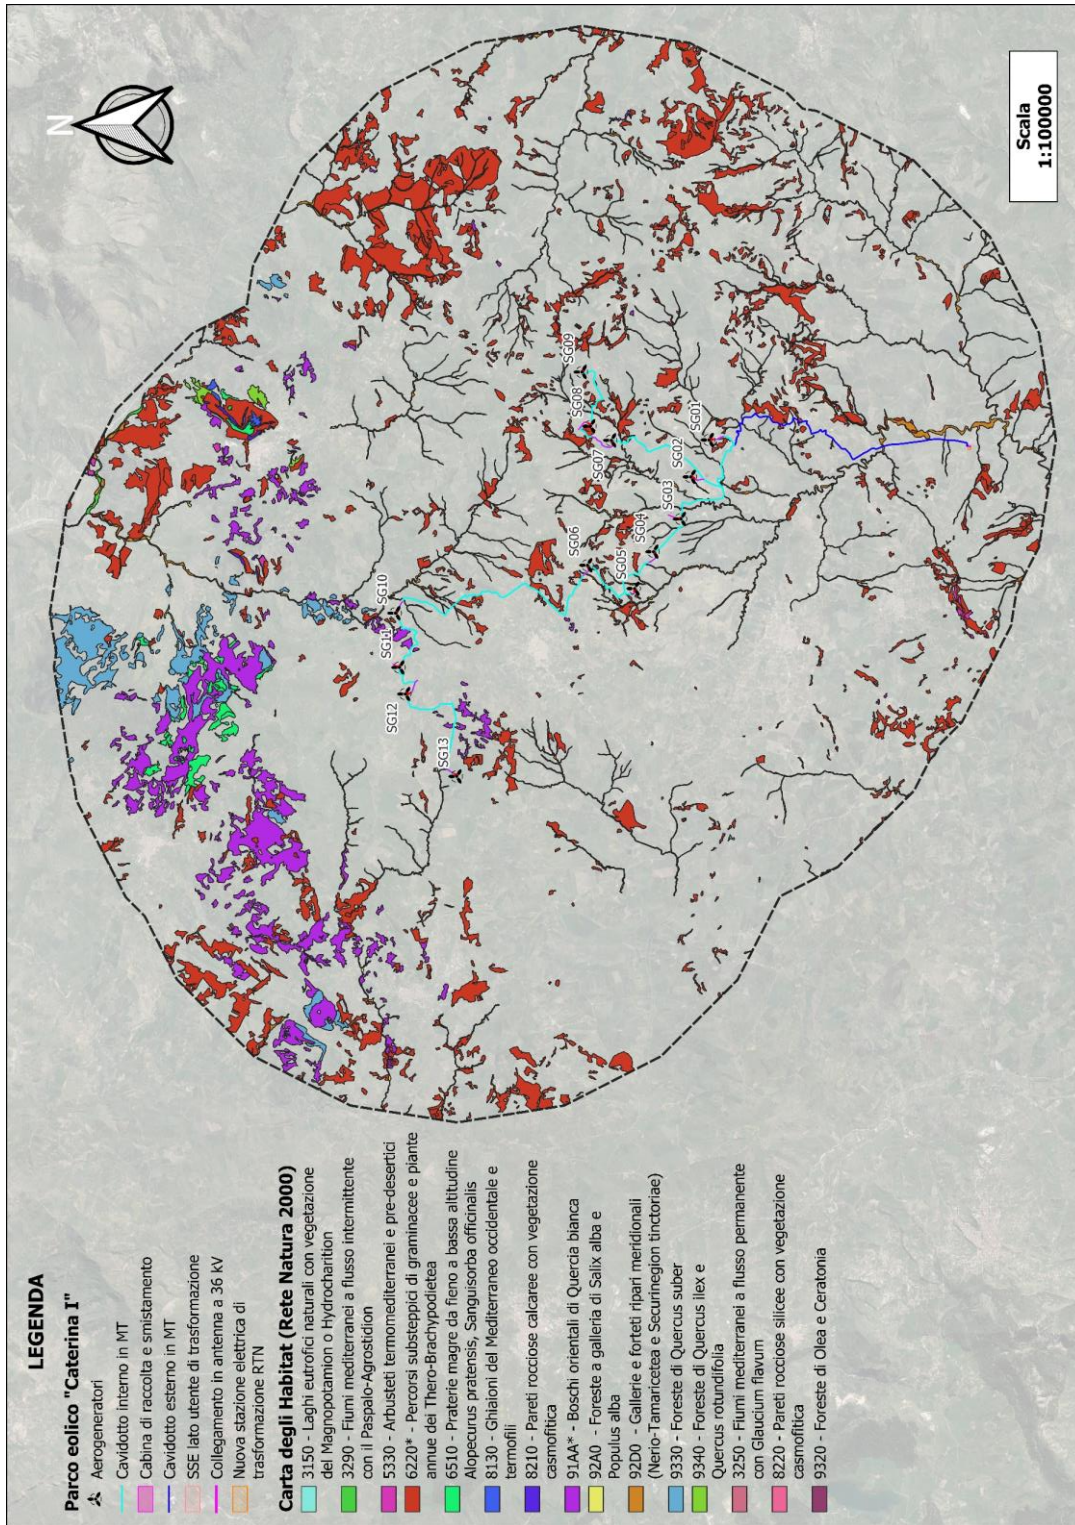 LEGENDA
Parco eolico "Caterina I"
Aerogeneratori
Cavidotto interno in MT
Cabina di raccolta e smistamento
Cavidotto esterno in MT
SSE lato utente di trasformazione
Collegamento in antenna a 36 kV
Nuova stazione elettrica di
trasformazione RTN
Carta degli Habitat (Rete Natura 2000)
3150 - Laghi eutrofici naturali con vegetazione
del Magnopotamion o Hydrocharition
3290 - Fiumi mediterranei a flusso intermittente
con il Paspalo-Agrostidion
5330 - Arbusteti termomediterranei e pre-desertici
6220* - Percorsi substeppici di graminacee e piante
annue dei Thero-Brachypodietea
6510 - Praterie magre da fieno a bassa altitudine
Alopecurus pratensis, Sanguisorba officinalis
8130 - Ghiaioni del Mediterraneo occidentale e
termofili
8210 - Pareti rocciose calcaree con vegetazione
casmofitica
91AA* - Boschi orientali di Quercia bianca
92A0 - Foreste a galleria di Salix alba e
Populus alba
92D0 - Gallerie e forteti ripari meridionali
(Nerio-Tamaricetea e Securinegion tinctoriae)
9330 - Foreste di Quercus suber
9340 - Foreste di Quercus ilex e
Quercus rotundifolia
3250 - Fiumi mediterranei a flusso permanente
con Glaucium flavum
8220 - Pareti rocciose silicee con vegetazione
casmofitica
9320 - Foreste di Olea e Ceratonia
N
SG10
SG11
SG12
SG13
SG09
SG08
SG07
SG06
SG05
SG04
SG03
SG02
SG01
Scala
1:100000